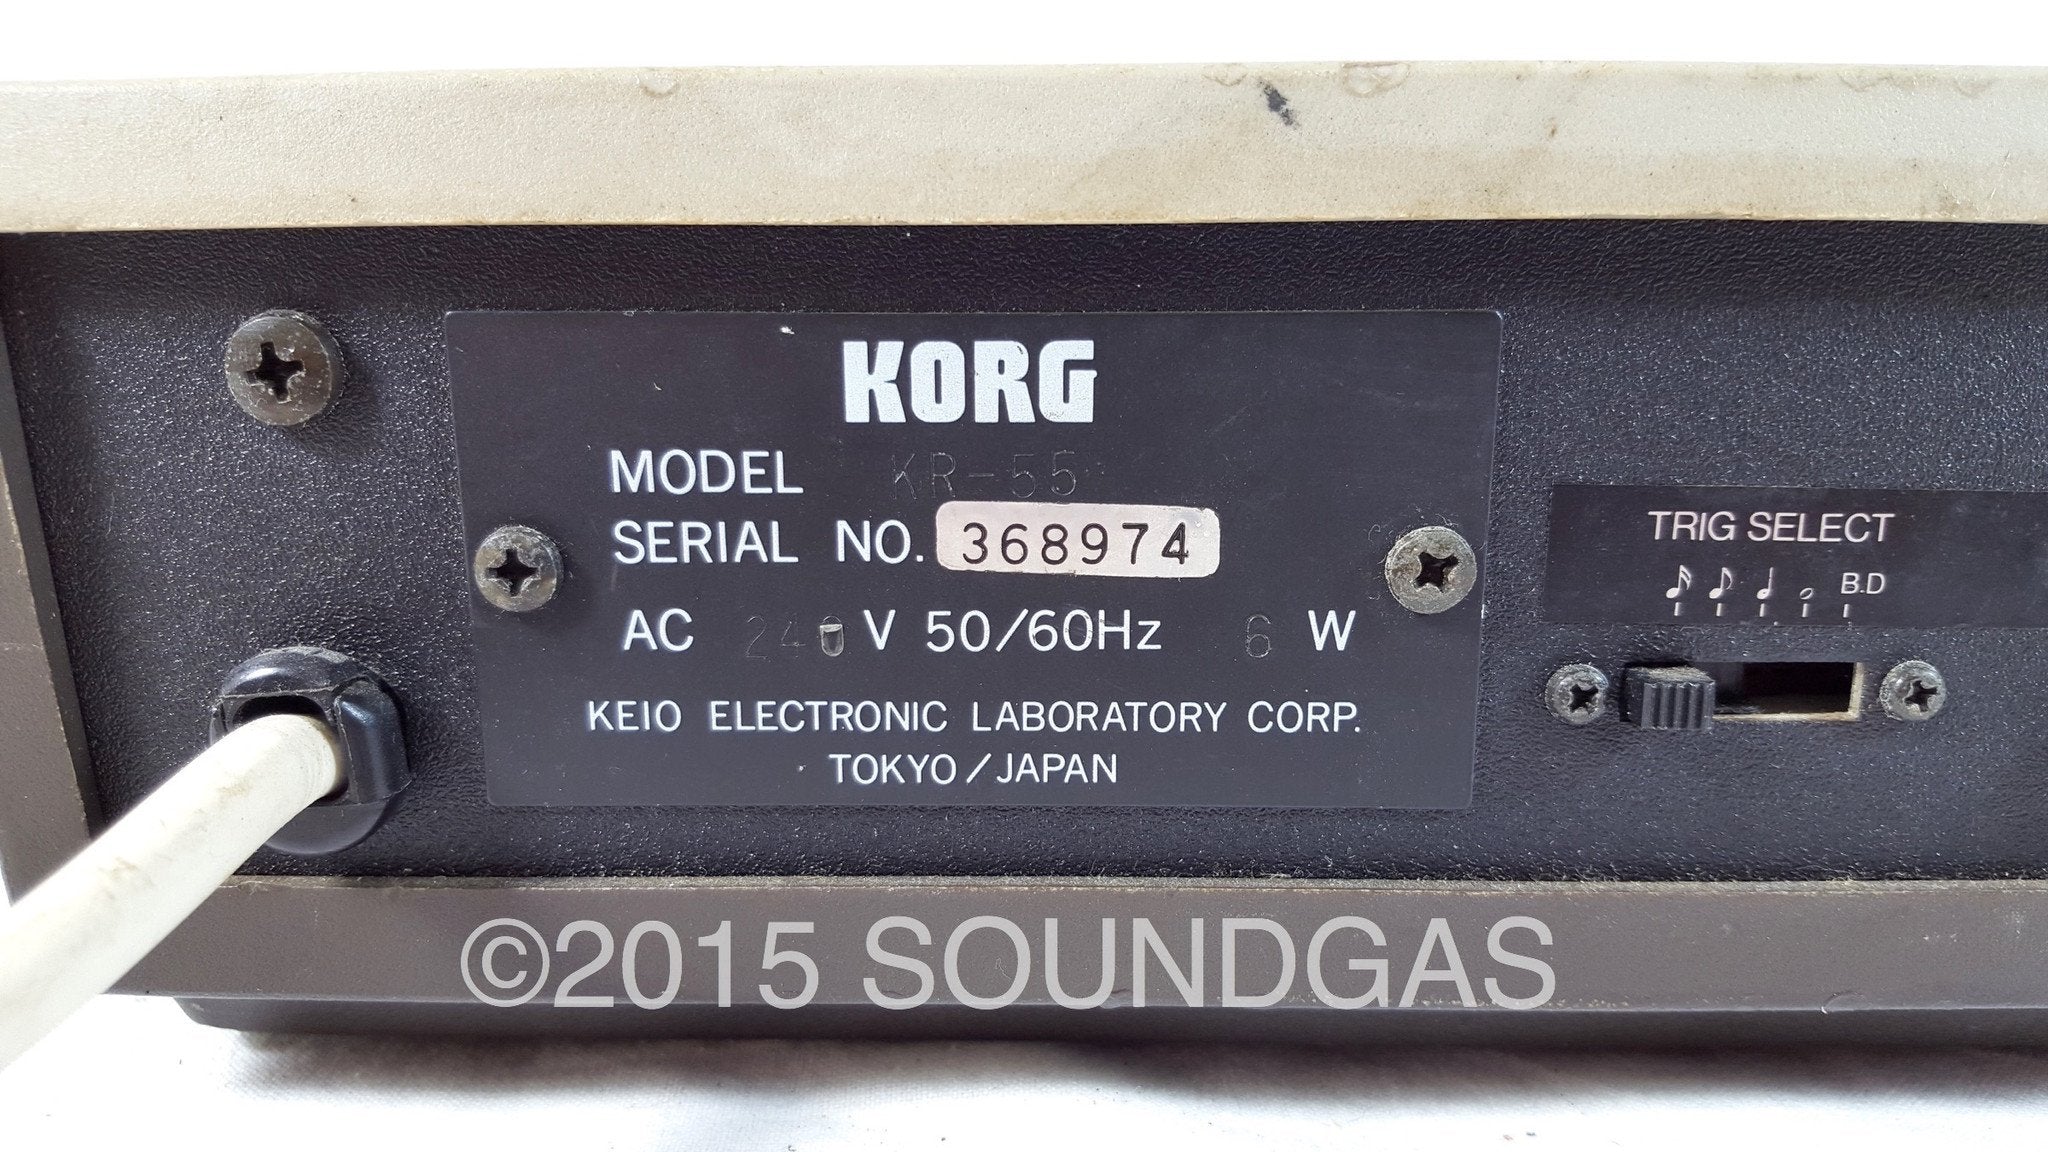 KORG
MODEL KR-55
SERIAL NO. 368974
AC 240 V 50/60Hz 6 W
KEIO ELECTRONIC LABORATORY CORP.
TOKYO/JAPAN
TRIG SELECT
B.D
©2015 SOUNDGAS